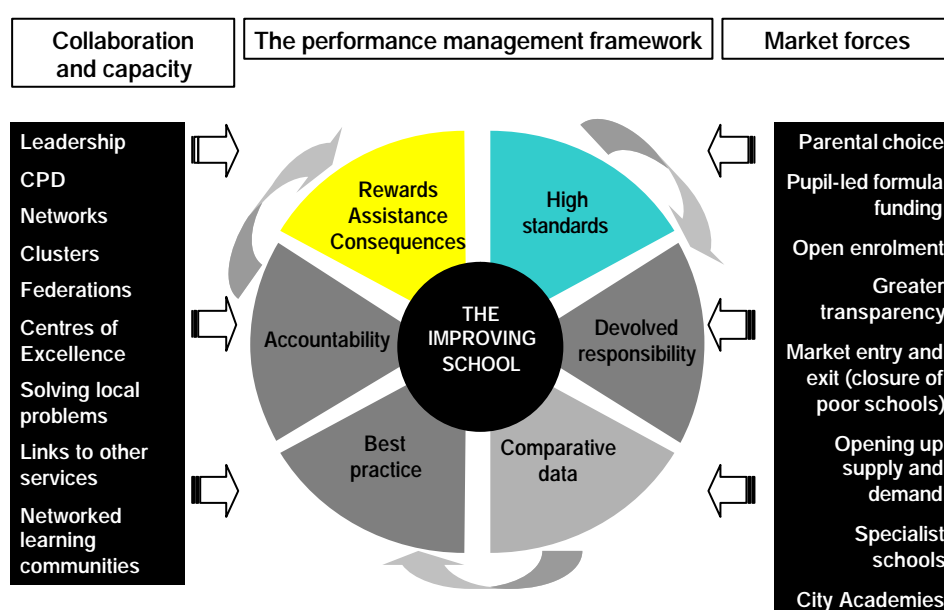 Collaboration
and capacity
The performance management framework
Market forces
Leadership
CPD
Networks
Clusters
Federations
Centres of
Excellence
Solving local
problems
Links to other
services
Networked
learning
communities
Rewards
Assistance
Consequences
High
standards
Accountability
THE
IMPROVING
SCHOOL
Devolved
responsibility
Best
practice
Comparative
data
Parental choice
Pupil-led formula
funding
Open enrolment
Greater
transparency
Market entry and
exit (closure of
poor schools)
Opening up
supply and
demand
Specialist
schools
City Academies